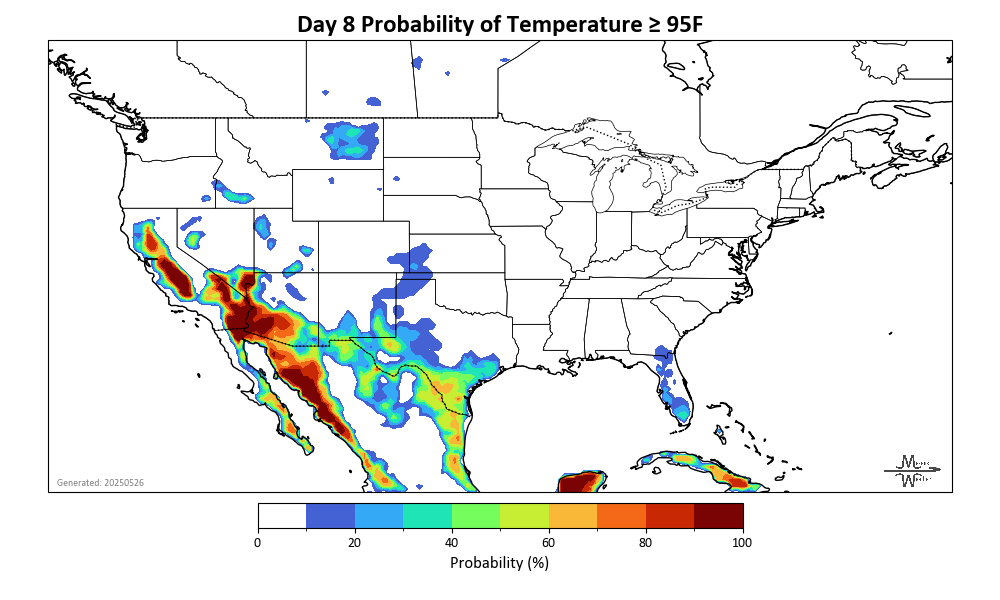 Day 8 Probability of Temperature ≥ 95F
Generated: 20250526
0 20 40 60 80 100
Probability (%)